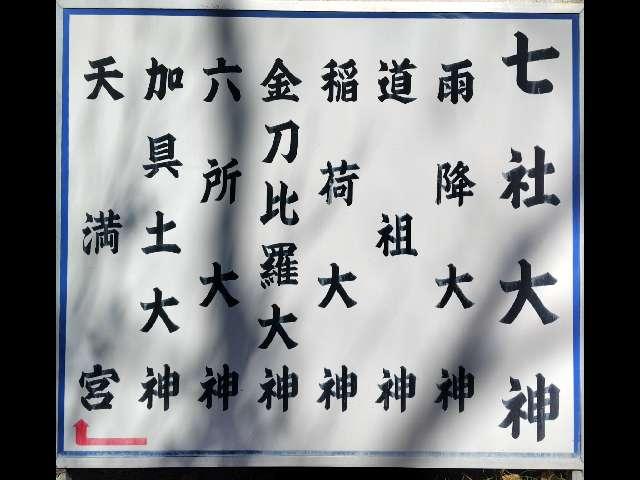 七社大神
雨降大神
道祖神
稲荷大神
金刀比羅大神
六所大神
加具土大神
天満宮